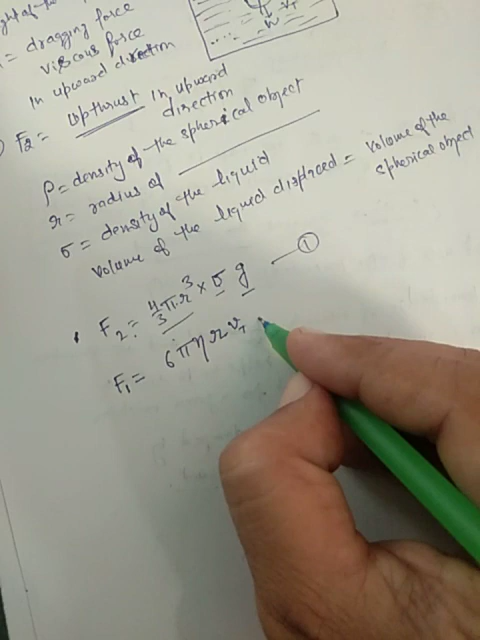 = dragging force
viscous force
in upward direction
W VT
F2 = upthrust in upward
direction
ρ = density of the spherical object
r = radius of
σ = density of the liquid
volume of the liquid displaced = volume of the
spherical object
F2 = 4/3 πr³ × σ g — ①
F1 = 6πηrvT